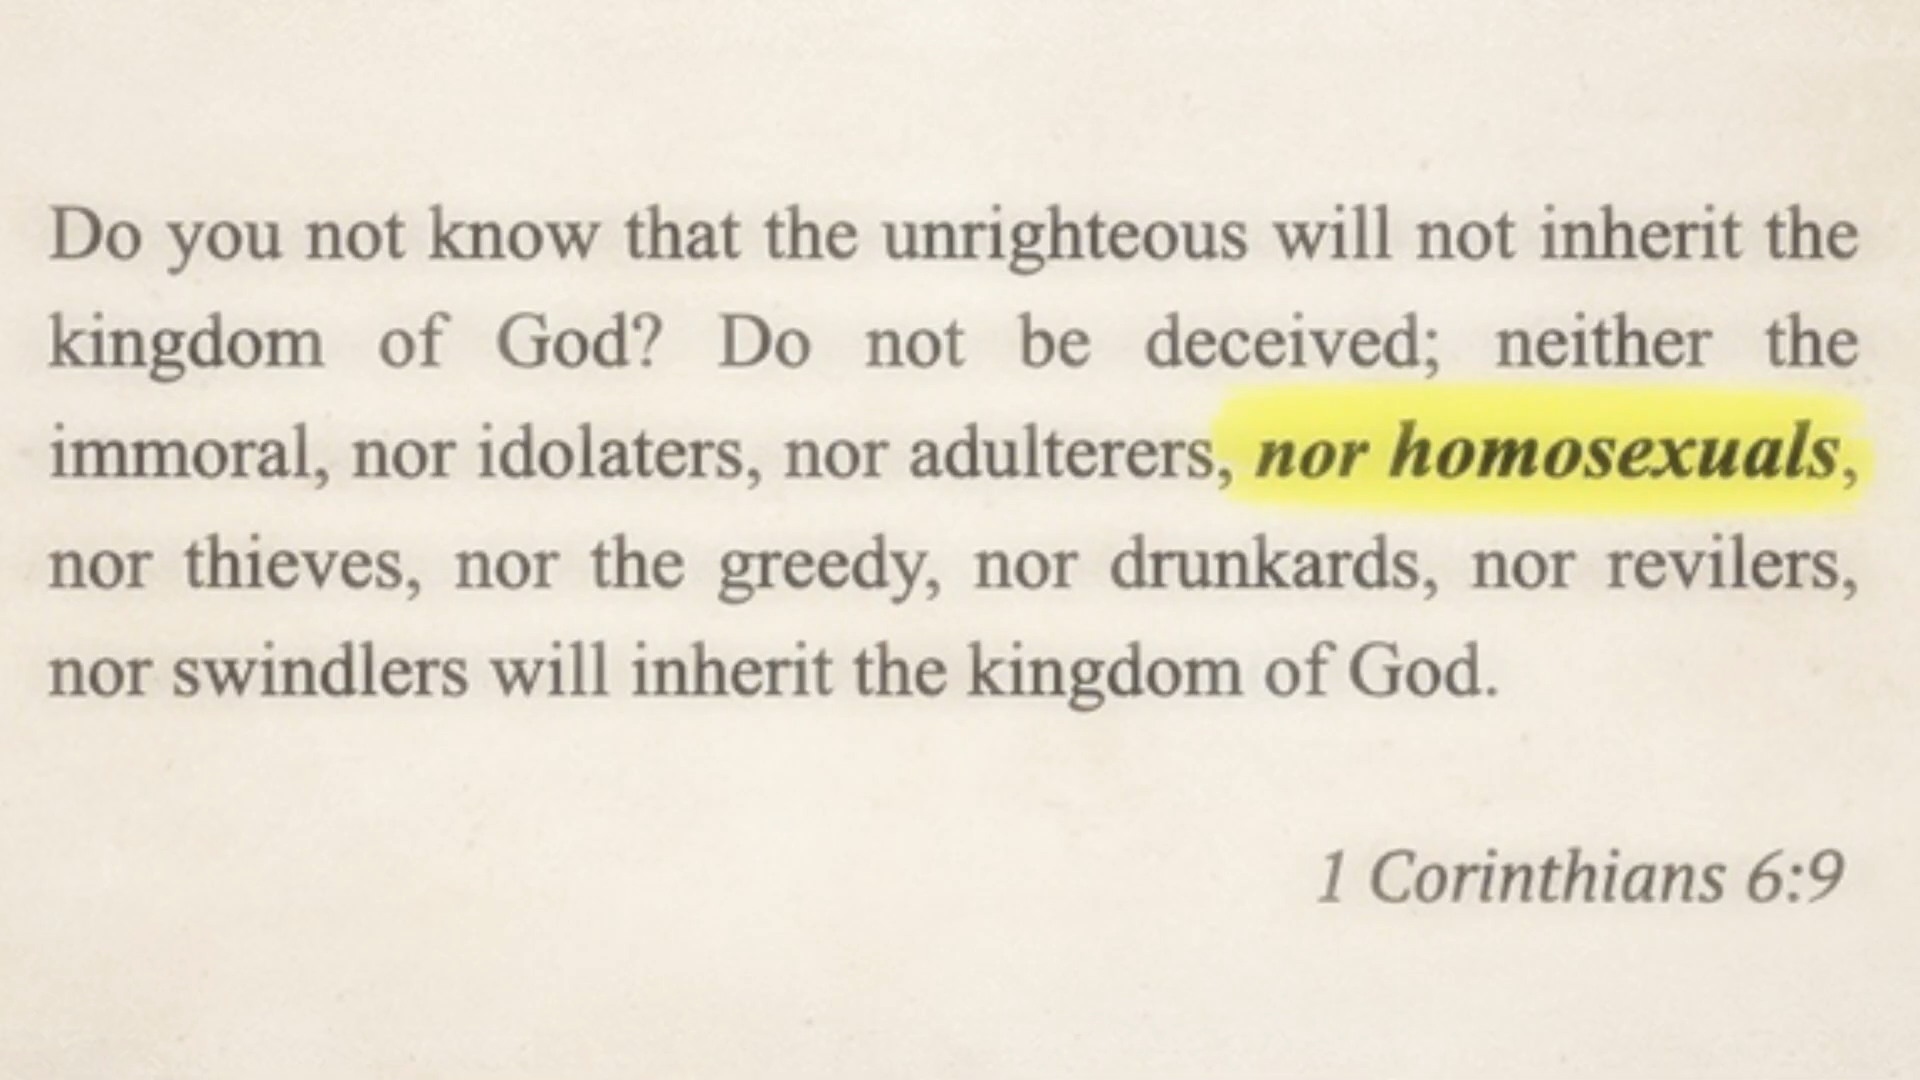 Do you not know that the unrighteous will not inherit the
kingdom of God? Do not be deceived; neither the
immoral, nor idolaters, nor adulterers, nor homosexuals,
nor thieves, nor the greedy, nor drunkards, nor revilers,
nor swindlers will inherit the kingdom of God.
1 Corinthians 6:9